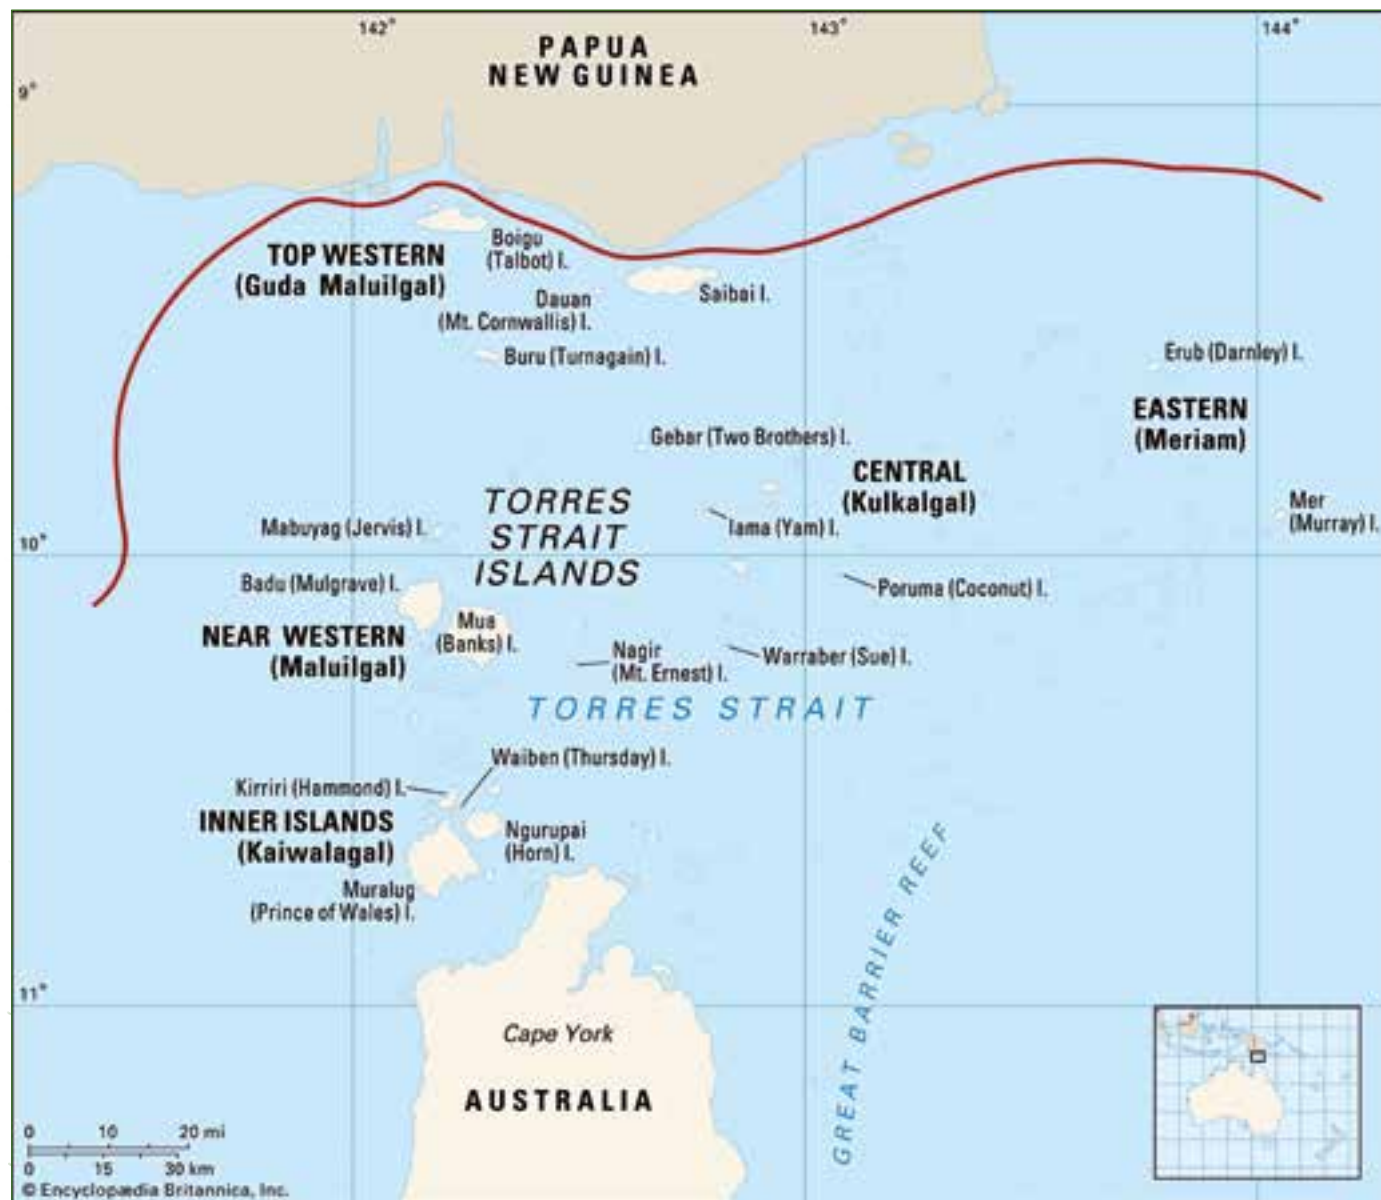 142°
143°
144°
PAPUA
NEW GUINEA
9°
TOP WESTERN
(Guda Maluilgal)
Boigu
(Talbot) I.
Dauan
(Mt. Cornwallis) I.
Saibai I.
Buru (Turnagain) I.
Erub (Darnley) I.
EASTERN
(Meriam)
Gebar (Two Brothers) I.
CENTRAL
(Kulkalgal)
TORRES
STRAIT
ISLANDS
Mabuyag (Jervis) I.
Iama (Yam) I.
Mer
(Murray) I.
10°
Badu (Mulgrave) I.
Poruma (Coconut) I.
NEAR WESTERN
(Maluilgal)
Mua
(Banks) I.
Nagir
(Mt. Ernest) I.
Warraber (Sue) I.
TORRES STRAIT
Waiben (Thursday) I.
Kirriri (Hammond) I.
INNER ISLANDS
(Kaiwalagal)
Ngurupai
(Horn) I.
Muralug
(Prince of Wales) I.
GREAT BARRIER REEF
11°
Cape York
AUSTRALIA
0 10 20 mi
0 15 30 km
© Encyclopædia Britannica, Inc.